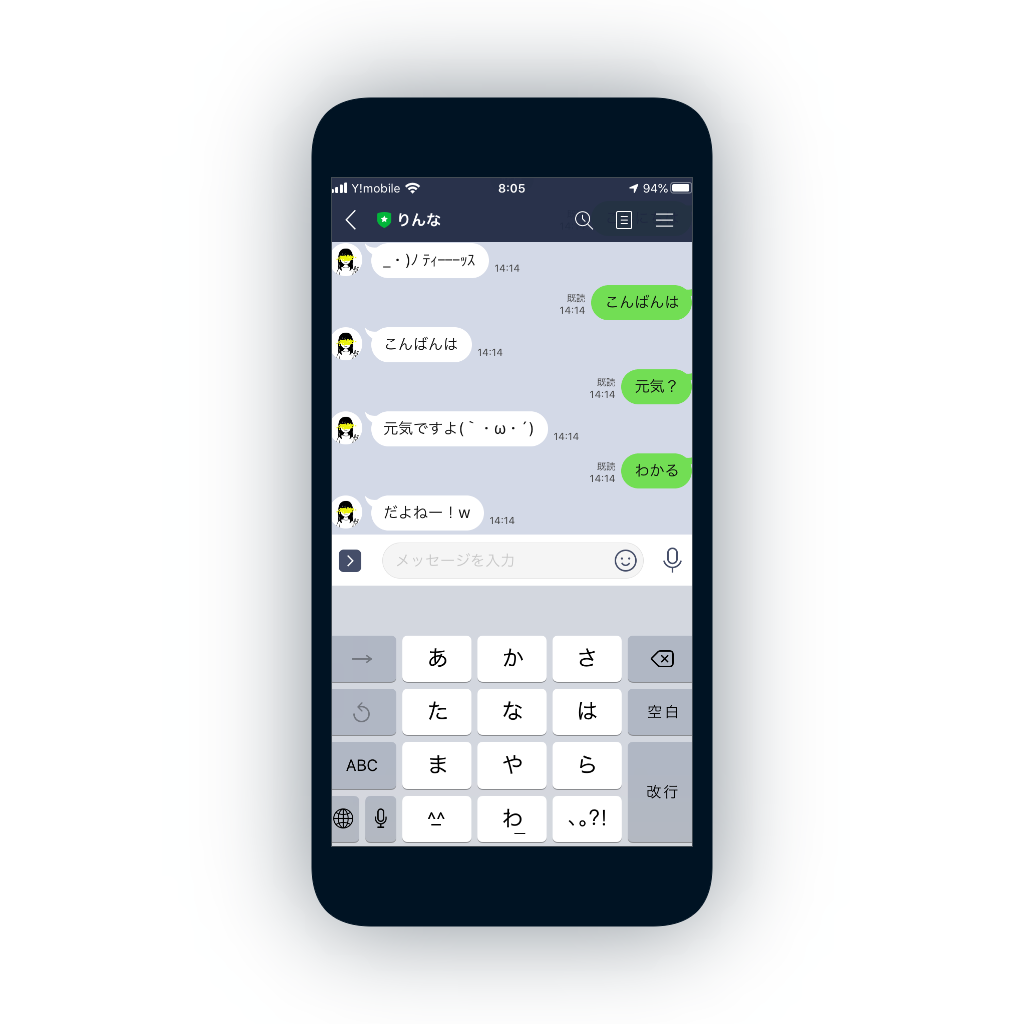 Y!mobile 8:05 94%
りんな
_・)ﾉ ﾃｨｰｰｰｯｽ 14:14
既読
14:14 こんばんは
こんばんは 14:14
既読
14:14 元気？
元気ですよ(｀・ω・´) 14:14
既読
14:14 わかる
だよねー！w 14:14
メッセージを入力
→ あ か さ
た な は 空白
ABC ま や ら
改行
^^ わ_ 、。?!